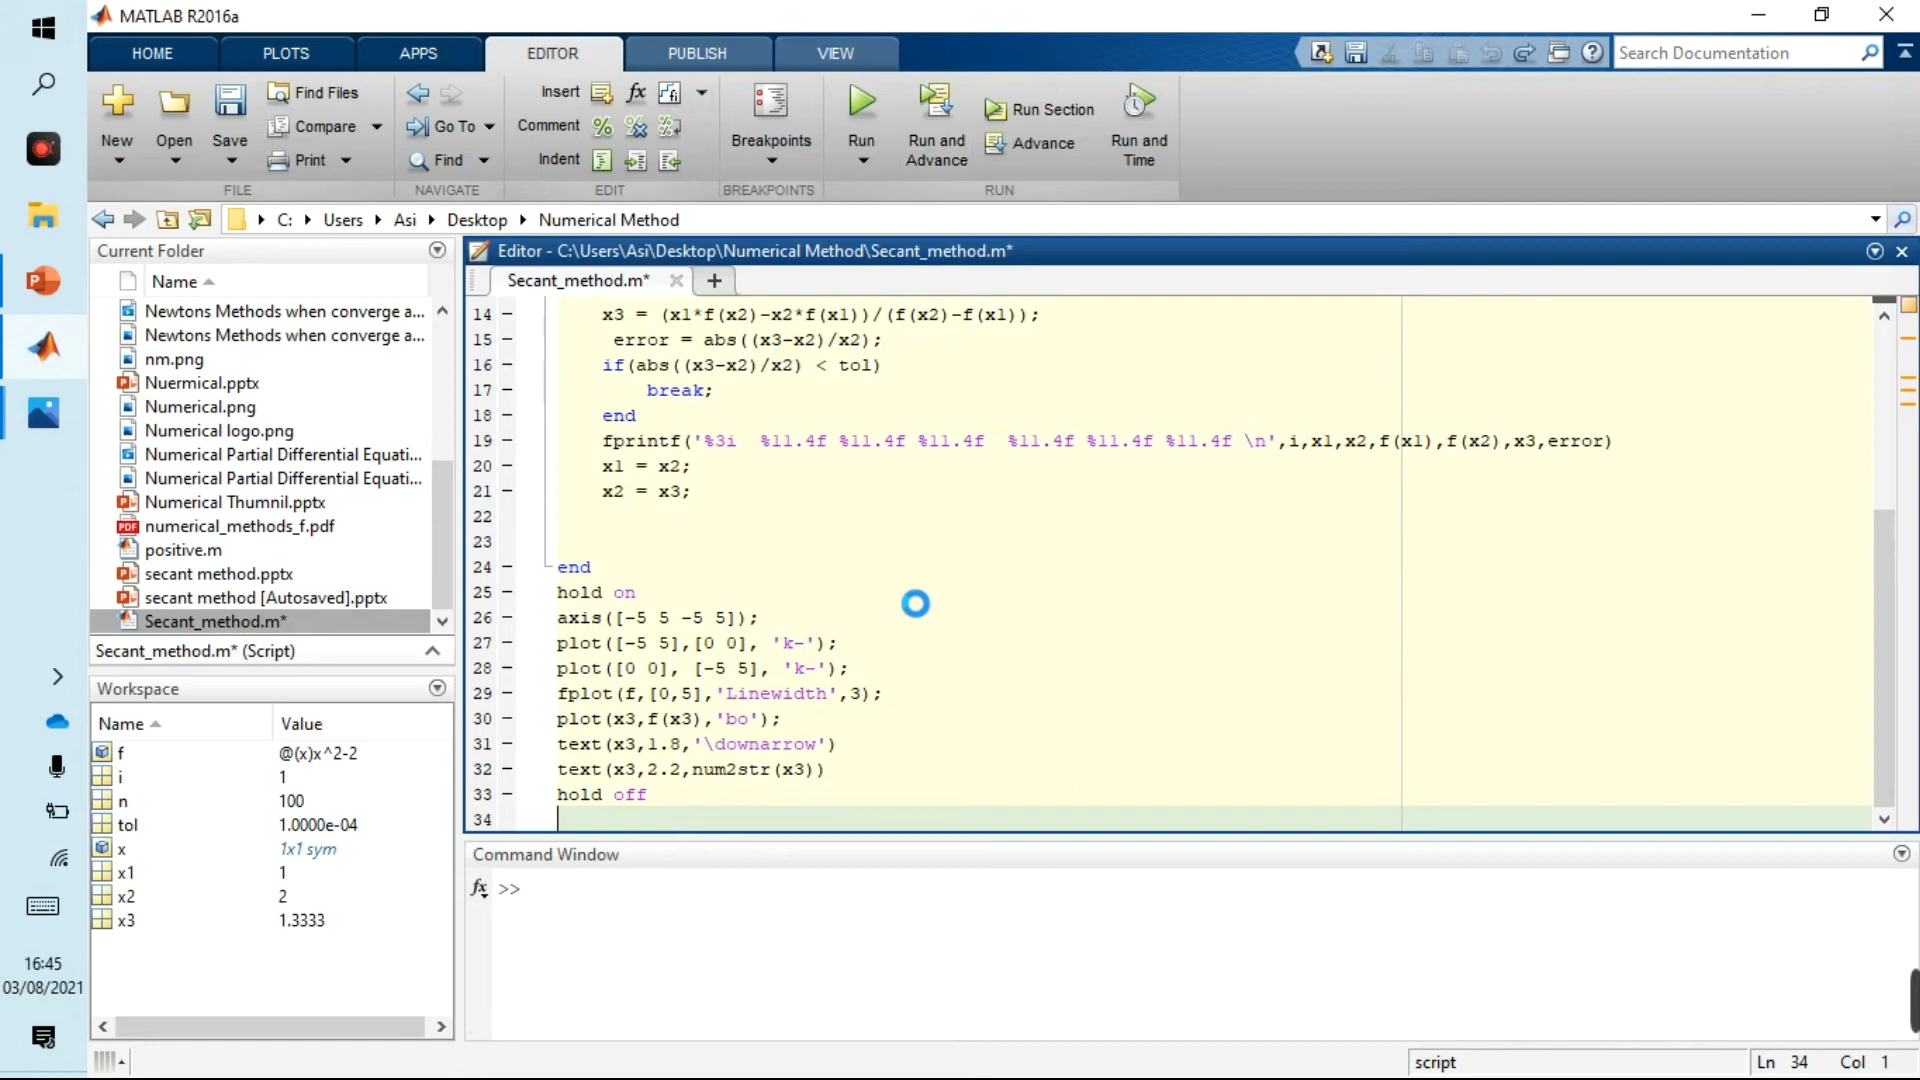 MATLAB R2016a
HOME PLOTS APPS EDITOR PUBLISH VIEW
Search Documentation
New Open Save
Find Files
Compare
Print
FILE
Go To
Find
NAVIGATE
Insert
Comment
Indent
EDIT
Breakpoints
BREAKPOINTS
Run
Run and Advance
Run Section
Advance
Run and Time
RUN
C: Users Asi Desktop Numerical Method
Current Folder
Name
Newtons Methods when converge a...
Newtons Methods when converge a...
nm.png
Nuermical.pptx
Numerical.png
Numerical logo.png
Numerical Partial Differential Equati...
Numerical Partial Differential Equati...
Numerical Thumnil.pptx
numerical_methods_f.pdf
positive.m
secant method.pptx
secant method [Autosaved].pptx
Secant_method.m*
Secant_method.m* (Script)
Workspace
Name Value
f @(x)x^2-2
i 1
n 100
tol 1.0000e-04
x 1x1 sym
x1 1
x2 2
x3 1.3333
Editor - C:\Users\Asi\Desktop\Numerical Method\Secant_method.m*
Secant_method.m*
14 x3 = (x1*f(x2)-x2*f(x1))/(f(x2)-f(x1));
15 error = abs((x3-x2)/x2);
16 if(abs((x3-x2)/x2) < tol)
17 break;
18 end
19 fprintf('%3i %11.4f %11.4f %11.4f %11.4f %11.4f %11.4f \n',i,x1,x2,f(x1),f(x2),x3,error)
20 x1 = x2;
21 x2 = x3;
22
23
24 end
25 hold on
26 axis([-5 5 -5 5]);
27 plot([-5 5],[0 0], 'k-');
28 plot([0 0], [-5 5], 'k-');
29 fplot(f,[0,5],'Linewidth',3);
30 plot(x3,f(x3),'bo');
31 text(x3,1.8,'\downarrow')
32 text(x3,2.2,num2str(x3))
33 hold off
34
Command Window
fx >>
16:45
03/08/2021
script Ln 34 Col 1